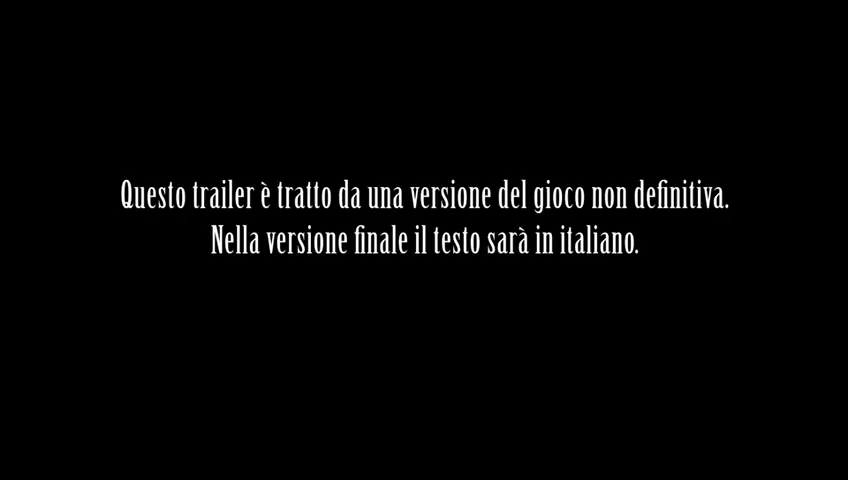 Questo trailer è tratto da una versione del gioco non definitiva.
Nella versione finale il testo sarà in italiano.